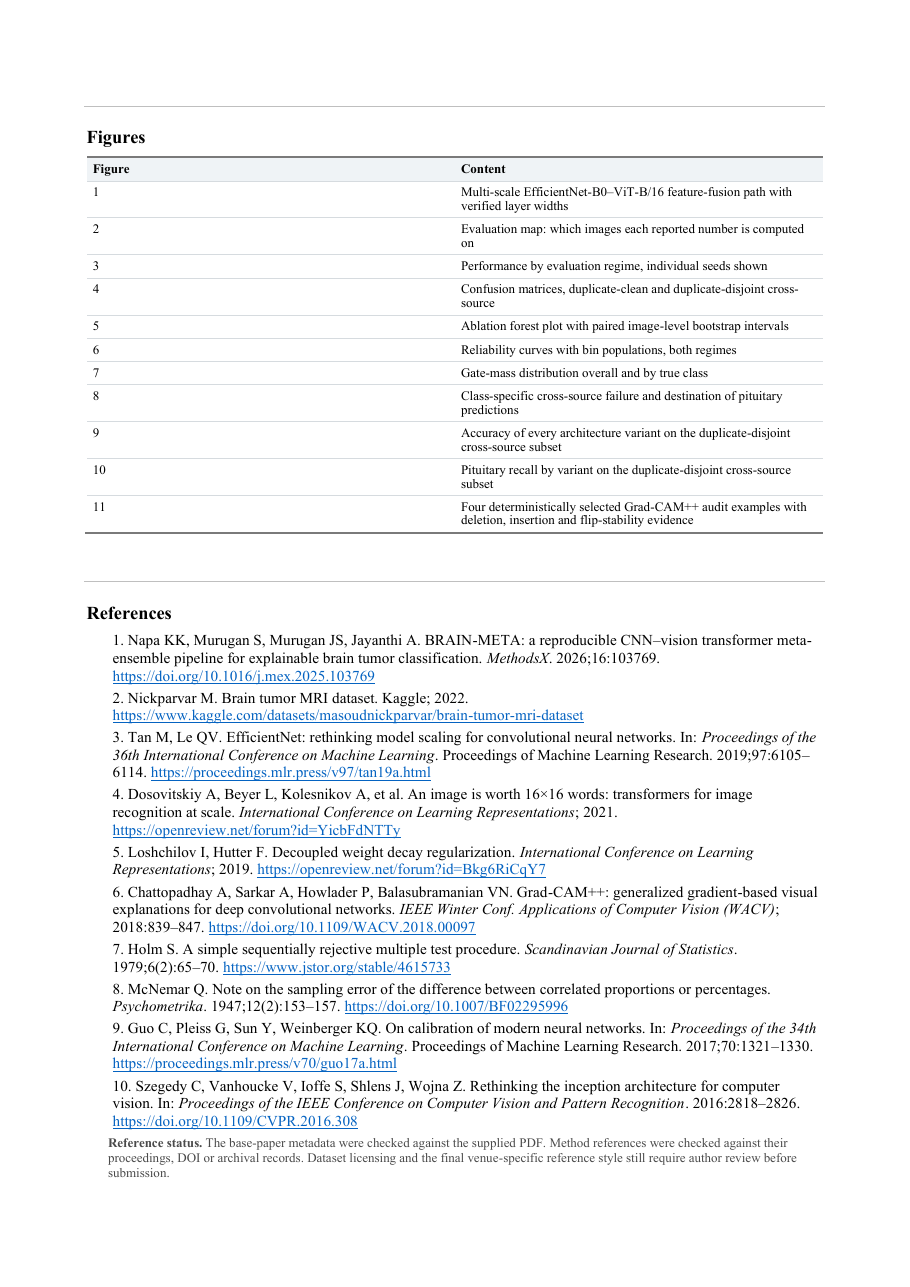 Figures
Figure Content
1 Multi-scale EfficientNet-B0–ViT-B/16 feature-fusion path with
verified layer widths
2 Evaluation map: which images each reported number is computed
on
3 Performance by evaluation regime, individual seeds shown
4 Confusion matrices, duplicate-clean and duplicate-disjoint cross-
source
5 Ablation forest plot with paired image-level bootstrap intervals
6 Reliability curves with bin populations, both regimes
7 Gate-mass distribution overall and by true class
8 Class-specific cross-source failure and destination of pituitary
predictions
9 Accuracy of every architecture variant on the duplicate-disjoint
cross-source subset
10 Pituitary recall by variant on the duplicate-disjoint cross-source
subset
11 Four deterministically selected Grad-CAM++ audit examples with
deletion, insertion and flip-stability evidence
References
1. Napa KK, Murugan S, Murugan JS, Jayanthi A. BRAIN-META: a reproducible CNN–vision transformer meta-
ensemble pipeline for explainable brain tumor classification. MethodsX. 2026;16:103769.
https://doi.org/10.1016/j.mex.2025.103769
2. Nickparvar M. Brain tumor MRI dataset. Kaggle; 2022.
https://www.kaggle.com/datasets/masoudnickparvar/brain-tumor-mri-dataset
3. Tan M, Le QV. EfficientNet: rethinking model scaling for convolutional neural networks. In: Proceedings of the
36th International Conference on Machine Learning. Proceedings of Machine Learning Research. 2019;97:6105–
6114. https://proceedings.mlr.press/v97/tan19a.html
4. Dosovitskiy A, Beyer L, Kolesnikov A, et al. An image is worth 16×16 words: transformers for image
recognition at scale. International Conference on Learning Representations; 2021.
https://openreview.net/forum?id=YicbFdNTTy
5. Loshchilov I, Hutter F. Decoupled weight decay regularization. International Conference on Learning
Representations; 2019. https://openreview.net/forum?id=Bkg6RiCqY7
6. Chattopadhay A, Sarkar A, Howlader P, Balasubramanian VN. Grad-CAM++: generalized gradient-based visual
explanations for deep convolutional networks. IEEE Winter Conf. Applications of Computer Vision (WACV);
2018:839–847. https://doi.org/10.1109/WACV.2018.00097
7. Holm S. A simple sequentially rejective multiple test procedure. Scandinavian Journal of Statistics.
1979;6(2):65–70. https://www.jstor.org/stable/4615733
8. McNemar Q. Note on the sampling error of the difference between correlated proportions or percentages.
Psychometrika. 1947;12(2):153–157. https://doi.org/10.1007/BF02295996
9. Guo C, Pleiss G, Sun Y, Weinberger KQ. On calibration of modern neural networks. In: Proceedings of the 34th
International Conference on Machine Learning. Proceedings of Machine Learning Research. 2017;70:1321–1330.
https://proceedings.mlr.press/v70/guo17a.html
10. Szegedy C, Vanhoucke V, Ioffe S, Shlens J, Wojna Z. Rethinking the inception architecture for computer
vision. In: Proceedings of the IEEE Conference on Computer Vision and Pattern Recognition. 2016:2818–2826.
https://doi.org/10.1109/CVPR.2016.308
Reference status. The base-paper metadata were checked against the supplied PDF. Method references were checked against their
proceedings, DOI or archival records. Dataset licensing and the final venue-specific reference style still require author review before
submission.